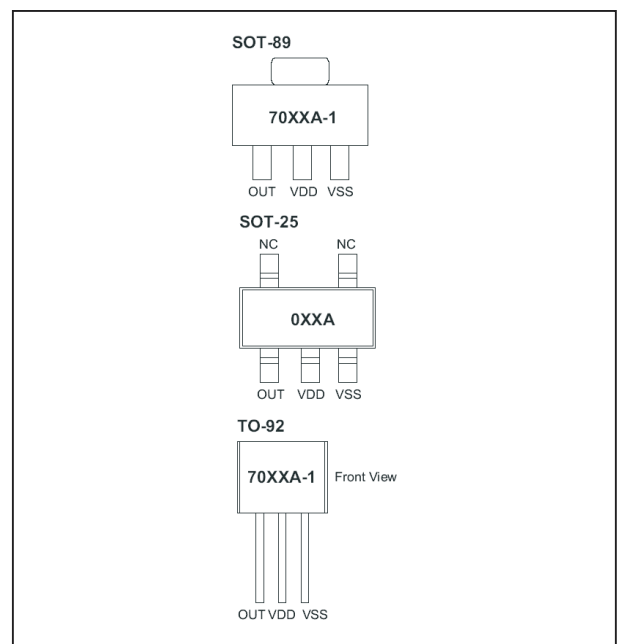 SOT-89
70XXA-1
OUT VDD VSS
SOT-25
NC NC
0XXA
OUT VDD VSS
TO-92
70XXA-1 Front View
OUT VDD VSS